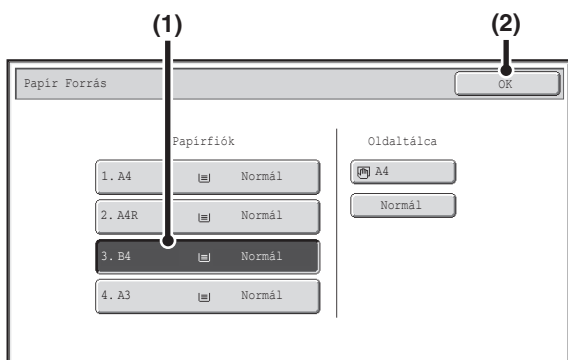 (1) (2)
Papír Forrás OK
Papírfiók Oldaltálca
1. A4 Normál A4
2. A4R Normál Normál
3. B4 Normál
4. A3 Normál